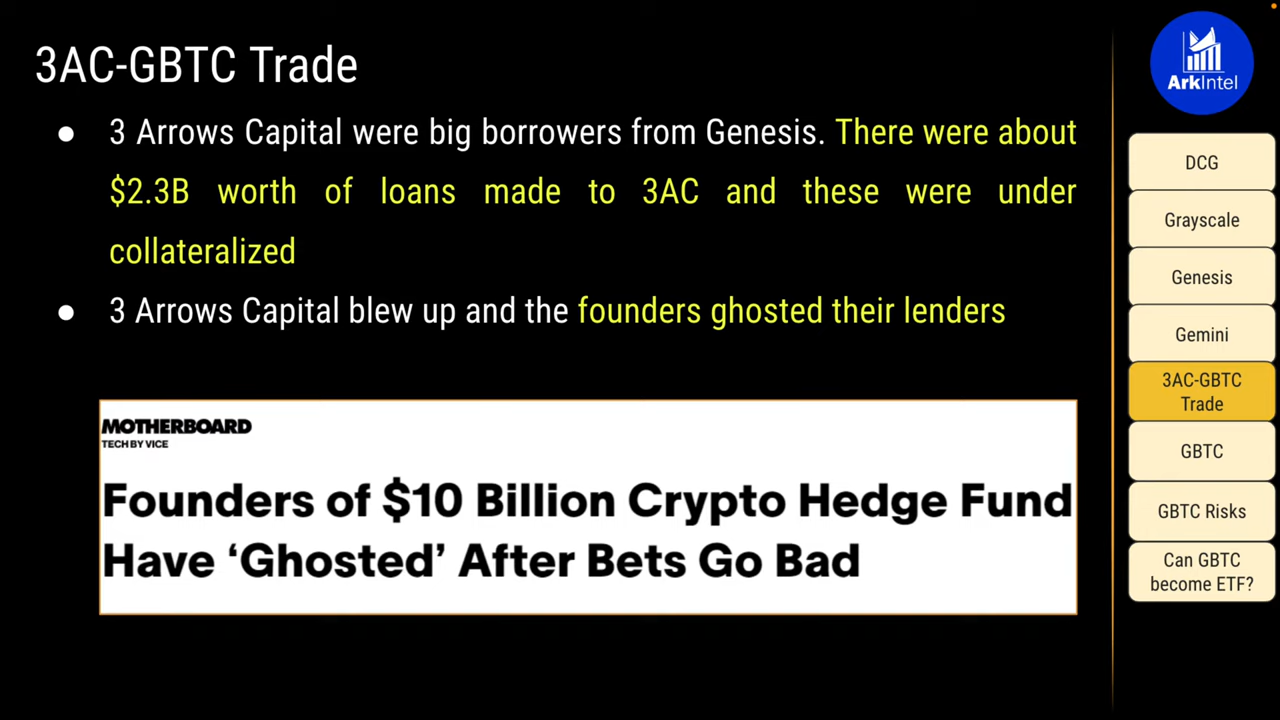 3AC-GBTC Trade
● 3 Arrows Capital were big borrowers from Genesis. There were about
$2.3B worth of loans made to 3AC and these were under
collateralized
● 3 Arrows Capital blew up and the founders ghosted their lenders
MOTHERBOARD
TECH BY VICE
Founders of $10 Billion Crypto Hedge Fund
Have ‘Ghosted’ After Bets Go Bad
ArkIntel
DCG
Grayscale
Genesis
Gemini
3AC-GBTC
Trade
GBTC
GBTC Risks
Can GBTC
become ETF?